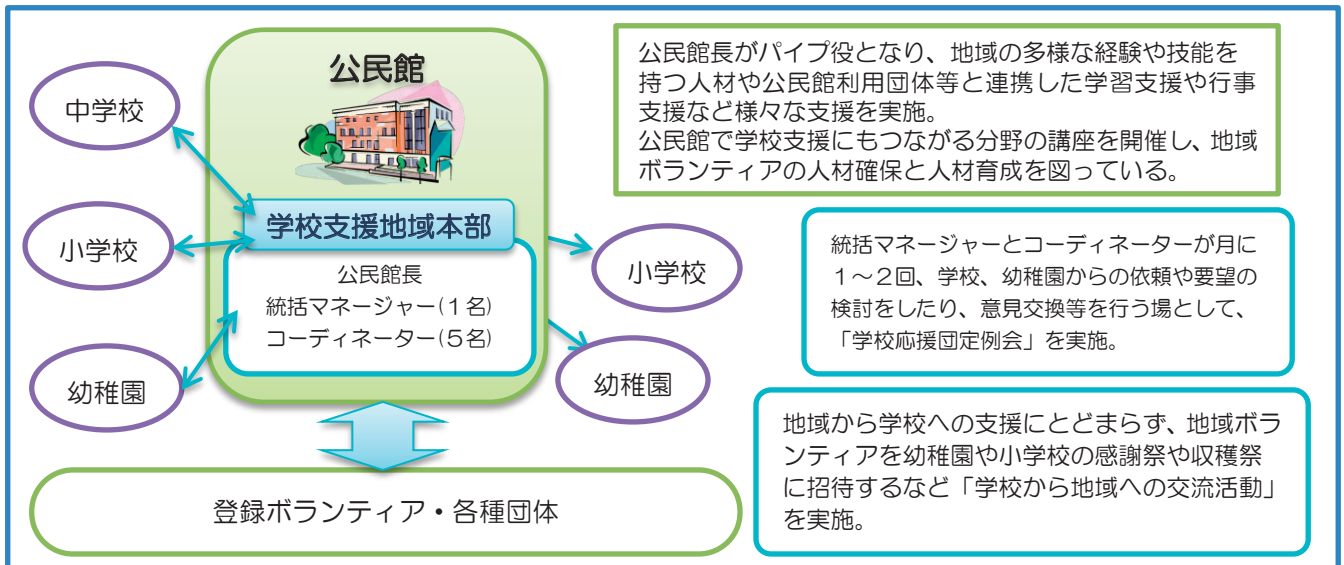 公民館
中学校
小学校
幼稚園
学校支援地域本部
公民館長
統括マネージャー(１名)
コーディネーター(５名)
小学校
幼稚園
登録ボランティア・各種団体
公民館長がパイプ役となり、地域の多様な経験や技能を
持つ人材や公民館利用団体等と連携した学習支援や行事
支援など様々な支援を実施。
公民館で学校支援にもつながる分野の講座を開催し、地域
ボランティアの人材確保と人材育成を図っている。
統括マネージャーとコーディネーターが月に
１～２回、学校、幼稚園からの依頼や要望の
検討をしたり、意見交換等を行う場として、
「学校応援団定例会」を実施。
地域から学校への支援にとどまらず、地域ボラ
ンティアを幼稚園や小学校の感謝祭や収穫祭
に招待するなど「学校から地域への交流活動」
を実施。